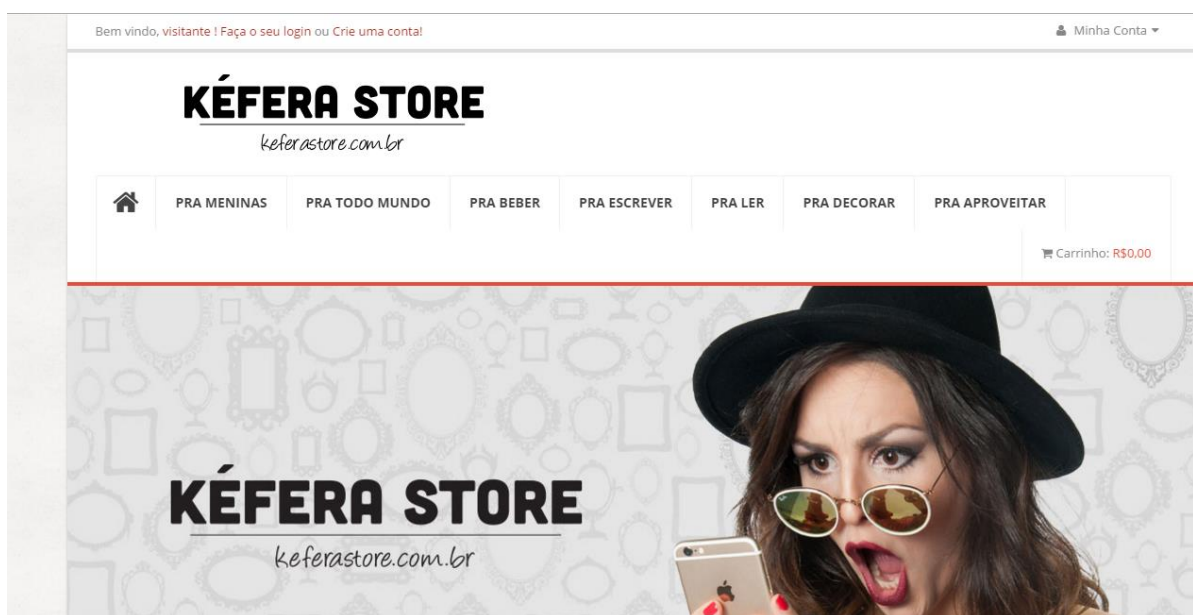 Bem vindo, visitante ! Faça o seu login ou Crie uma conta!
Minha Conta
KÉFERA STORE
keferastore.com.br
PRA MENINAS PRA TODO MUNDO PRA BEBER PRA ESCREVER PRA LER PRA DECORAR PRA APROVEITAR
Carrinho: R$0,00
KÉFERA STORE
keferastore.com.br